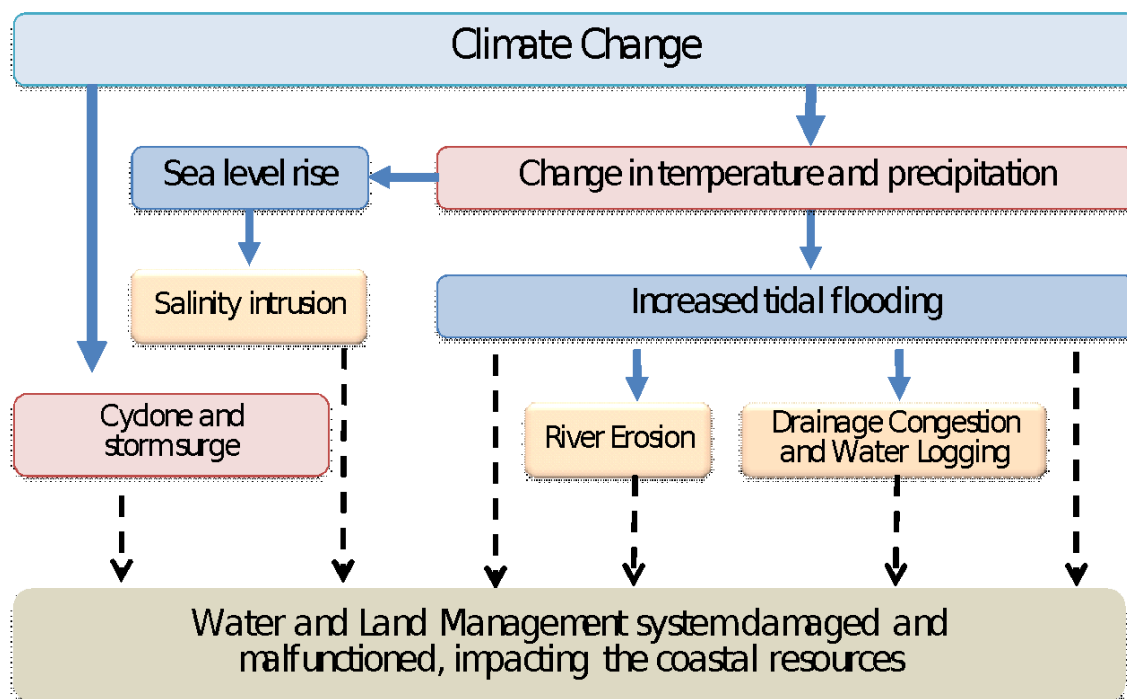 Climate Change
Sea level rise
Change in temperature and precipitation
Salinity intrusion
Increased tidal flooding
Cyclone and
storm surge
River Erosion
Drainage Congestion
and Water Logging
Water and Land Management system damaged and
malfunctioned, impacting the coastal resources